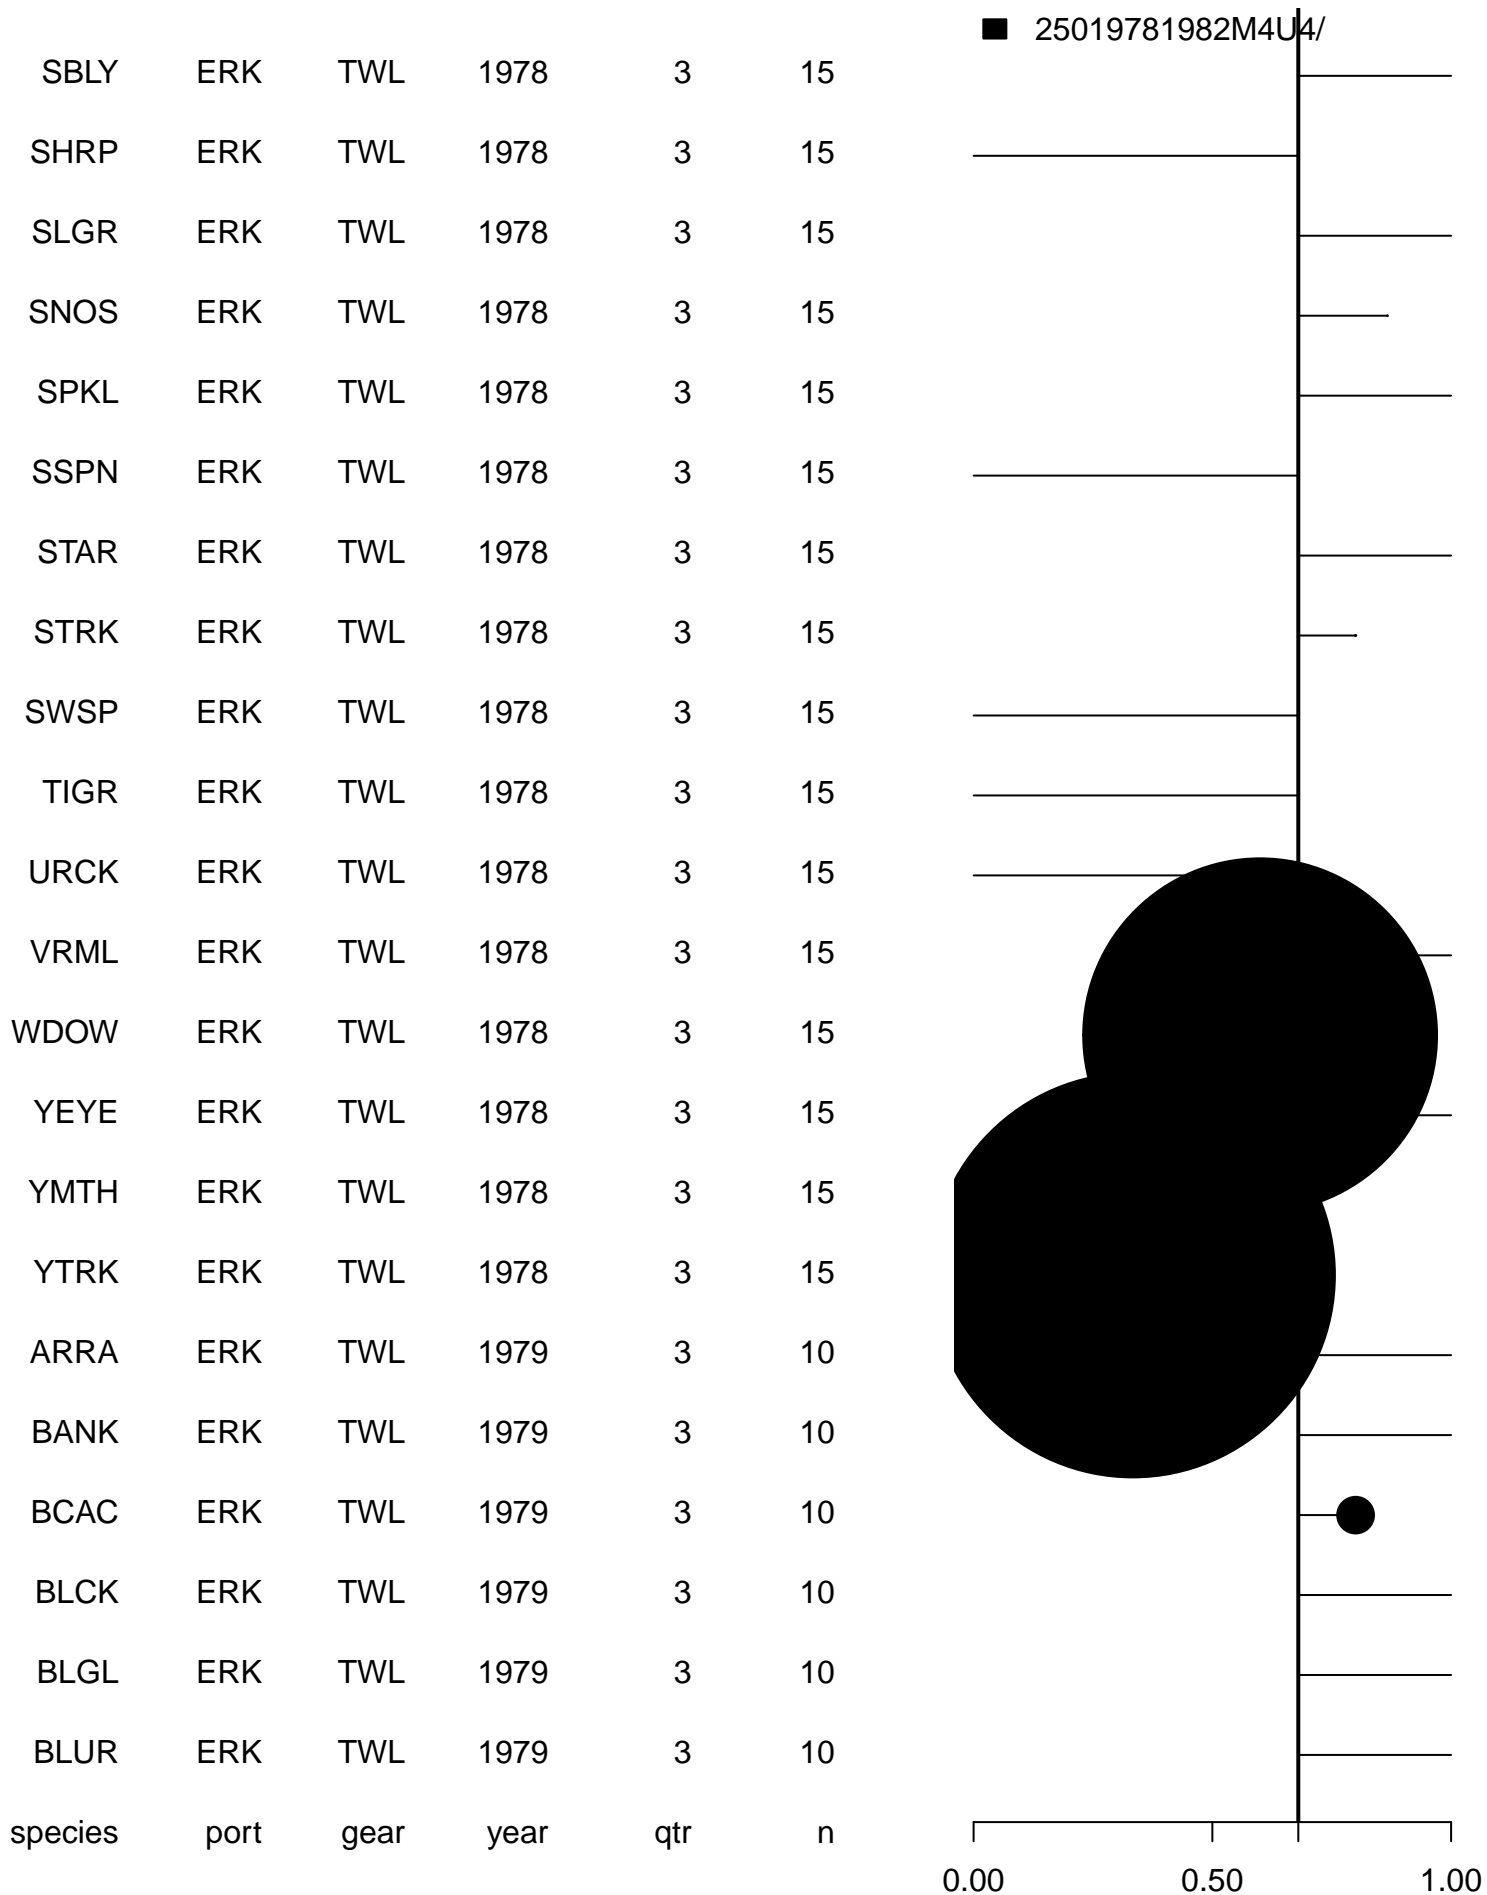 25019781982M4U4/
SBLY ERK TWL 1978 3 15
SHRP ERK TWL 1978 3 15
SLGR ERK TWL 1978 3 15
SNOS ERK TWL 1978 3 15
SPKL ERK TWL 1978 3 15
SSPN ERK TWL 1978 3 15
STAR ERK TWL 1978 3 15
STRK ERK TWL 1978 3 15
SWSP ERK TWL 1978 3 15
TIGR ERK TWL 1978 3 15
URCK ERK TWL 1978 3 15
VRML ERK TWL 1978 3 15
WDOW ERK TWL 1978 3 15
YEYE ERK TWL 1978 3 15
YMTH ERK TWL 1978 3 15
YTRK ERK TWL 1978 3 15
ARRA ERK TWL 1979 3 10
BANK ERK TWL 1979 3 10
BCAC ERK TWL 1979 3 10
BLCK ERK TWL 1979 3 10
BLGL ERK TWL 1979 3 10
BLUR ERK TWL 1979 3 10
species port gear year qtr n
0.00 0.50 1.00